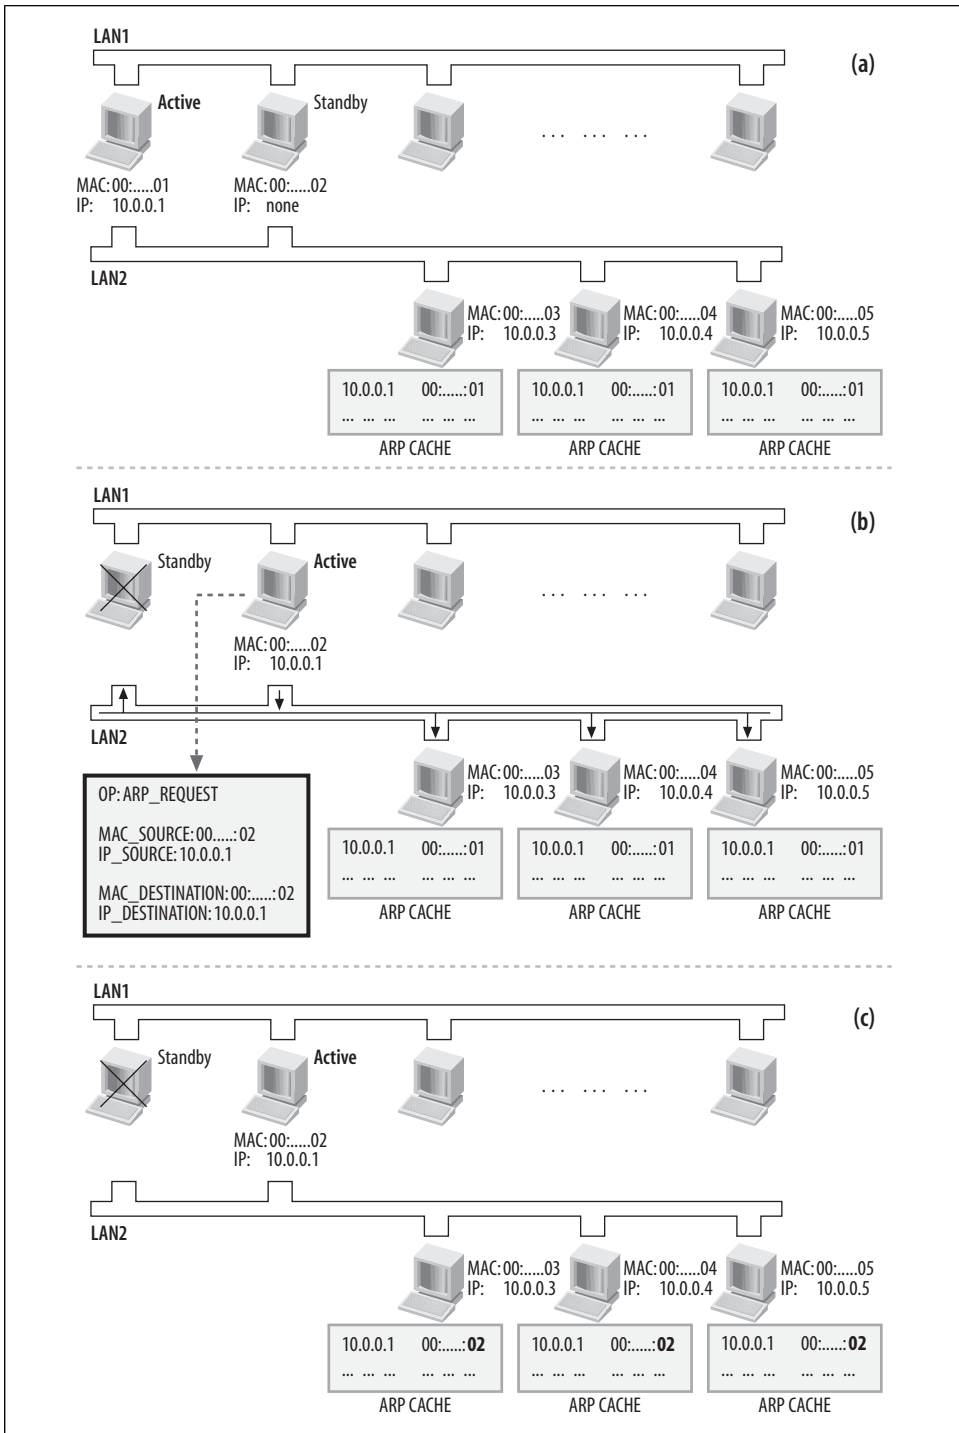 LAN1
(a)
Active
Standby
... ... ...
MAC: 00:.....01
IP: 10.0.0.1
MAC: 00:.....02
IP: none
LAN2
MAC: 00:.....03
IP: 10.0.0.3
MAC: 00:.....04
IP: 10.0.0.4
MAC: 00:.....05
IP: 10.0.0.5
10.0.0.1 00:.....:01
... ... ... ... ... ...
ARP CACHE
10.0.0.1 00:.....:01
... ... ... ... ... ...
ARP CACHE
10.0.0.1 00:.....:01
... ... ... ... ... ...
ARP CACHE
LAN1
(b)
Standby
Active
... ... ...
MAC: 00:.....02
IP: 10.0.0.1
LAN2
OP: ARP_REQUEST
MAC_SOURCE: 00.....: 02
IP_SOURCE: 10.0.0.1
MAC_DESTINATION: 00:.....: 02
IP_DESTINATION: 10.0.0.1
MAC: 00:.....03
IP: 10.0.0.3
MAC: 00:.....04
IP: 10.0.0.4
MAC: 00:.....05
IP: 10.0.0.5
10.0.0.1 00:.....:01
... ... ... ... ... ...
ARP CACHE
10.0.0.1 00:.....:01
... ... ... ... ... ...
ARP CACHE
10.0.0.1 00:.....:01
... ... ... ... ... ...
ARP CACHE
LAN1
(c)
Standby
Active
... ... ...
MAC: 00:.....02
IP: 10.0.0.1
LAN2
MAC: 00:.....03
IP: 10.0.0.3
MAC: 00:.....04
IP: 10.0.0.4
MAC: 00:.....05
IP: 10.0.0.5
10.0.0.1 00:.....:02
... ... ... ... ... ...
ARP CACHE
10.0.0.1 00:.....:02
... ... ... ... ... ...
ARP CACHE
10.0.0.1 00:.....:02
... ... ... ... ... ...
ARP CACHE